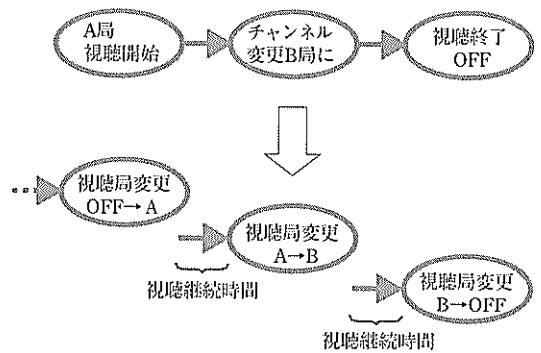 A局
視聴開始
チャンネル
変更B局に
視聴終了
OFF
視聴局変更
OFF→A
視聴局変更
A→B
視聴継続時間
視聴局変更
B→OFF
視聴継続時間